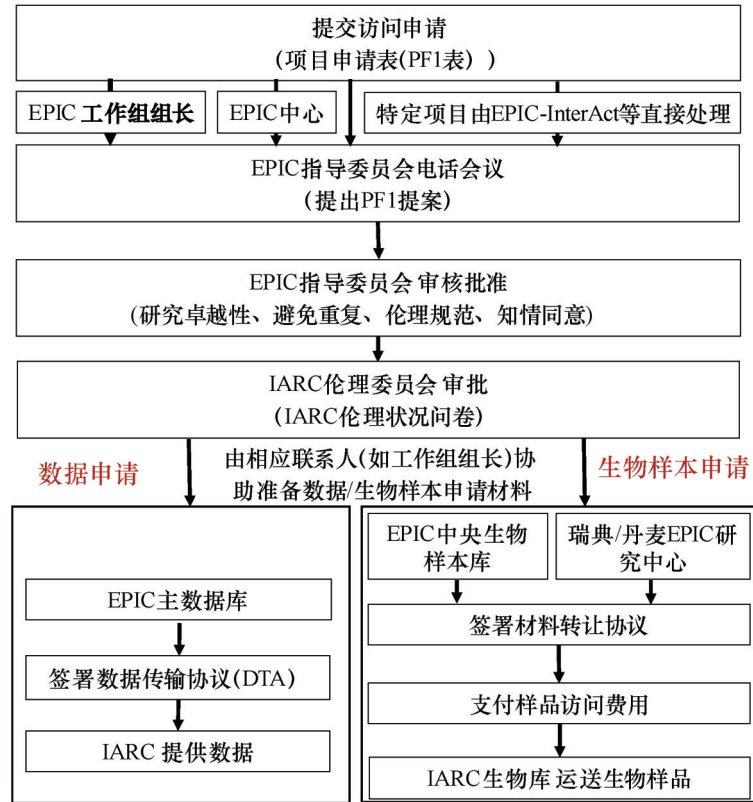 提交访问申请
(项目申请表(PF1表))
EPIC 工作组组长
EPIC中心
特定项目由EPIC-InterAct等直接处理
EPIC指导委员会电话会议
(提出PF1提案)
EPIC指导委员会 审核批准
(研究卓越性、避免重复、伦理规范、知情同意)
IARC伦理委员会 审批
(IARC伦理状况问卷)
数据申请
由相应联系人(如工作组组长)协
助准备数据/生物样本申请材料
生物样本申请
EPIC主数据库
签署数据传输协议(DTA)
IARC 提供数据
EPIC中央生物
样本库
瑞典/丹麦EPIC研
究中心
签署材料转让协议
支付样品访问费用
IARC生物库 运送生物样品